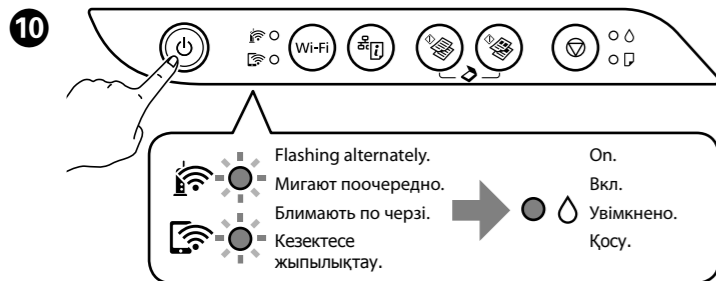 10
Wi-Fi
Flashing alternately.
Мигают поочередно.
Блимають по черзі.
Кезектесе
жыпылықтау.
On.
Вкл.
Увімкнено.
Қосу.